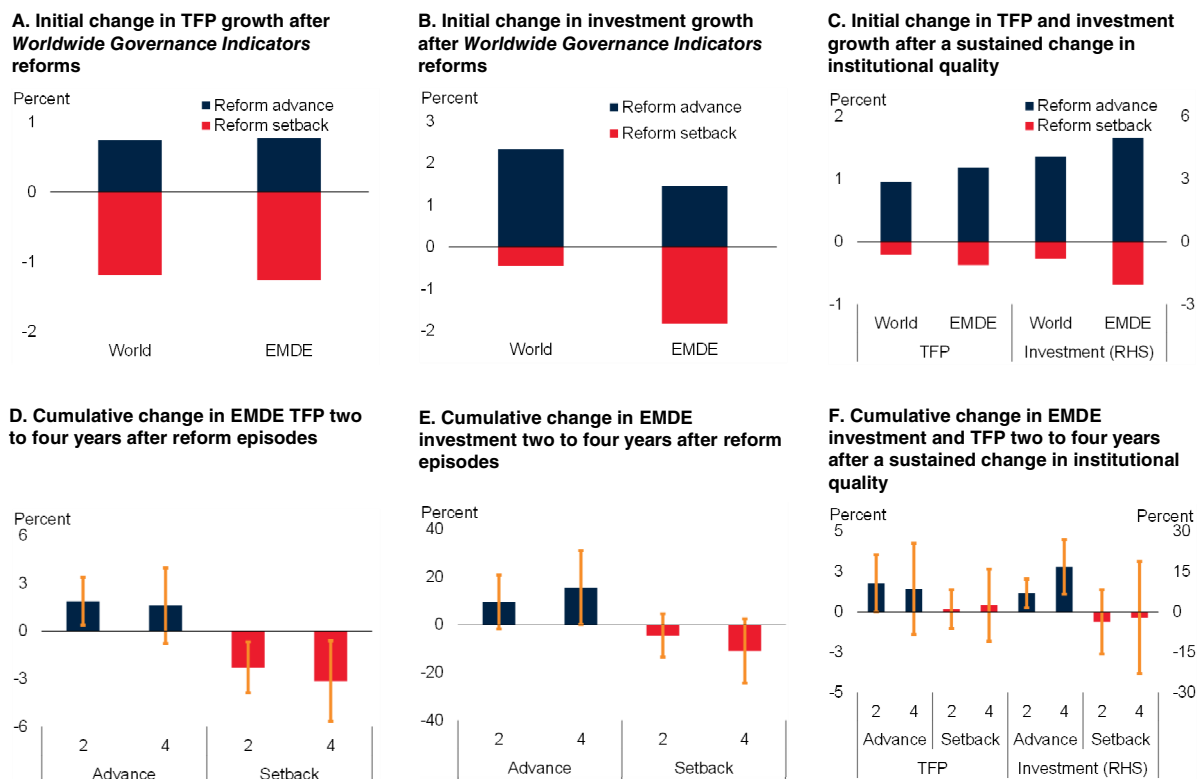 A. Initial change in TFP growth after
Worldwide Governance Indicators
reforms
Percent
Reform advance
Reform setback
1
0
-1
-2
World
EMDE
B. Initial change in investment growth
after Worldwide Governance Indicators
reforms
Percent
Reform advance
Reform setback
3
2
1
0
-1
-2
World
EMDE
C. Initial change in TFP and investment
growth after a sustained change in
institutional quality
Percent
Reform advance
Reform setback
2
1
0
-1
6
3
0
-3
World
EMDE
World
EMDE
TFP
Investment (RHS)
D. Cumulative change in EMDE TFP two
to four years after reform episodes
Percent
6
3
0
-3
-6
2
4
2
4
Advance
Setback
E. Cumulative change in EMDE
investment two to four years after reform
episodes
Percent
40
20
0
-20
-40
2
4
2
4
Advance
Setback
F. Cumulative change in EMDE
investment and TFP two to four years
after a sustained change in institutional
quality
Percent
Percent
5
3
0
-3
-5
30
15
0
-15
-30
2
4
2
4
2
4
2
4
Advance
Setback
Advance
Setback
TFP
Investment (RHS)